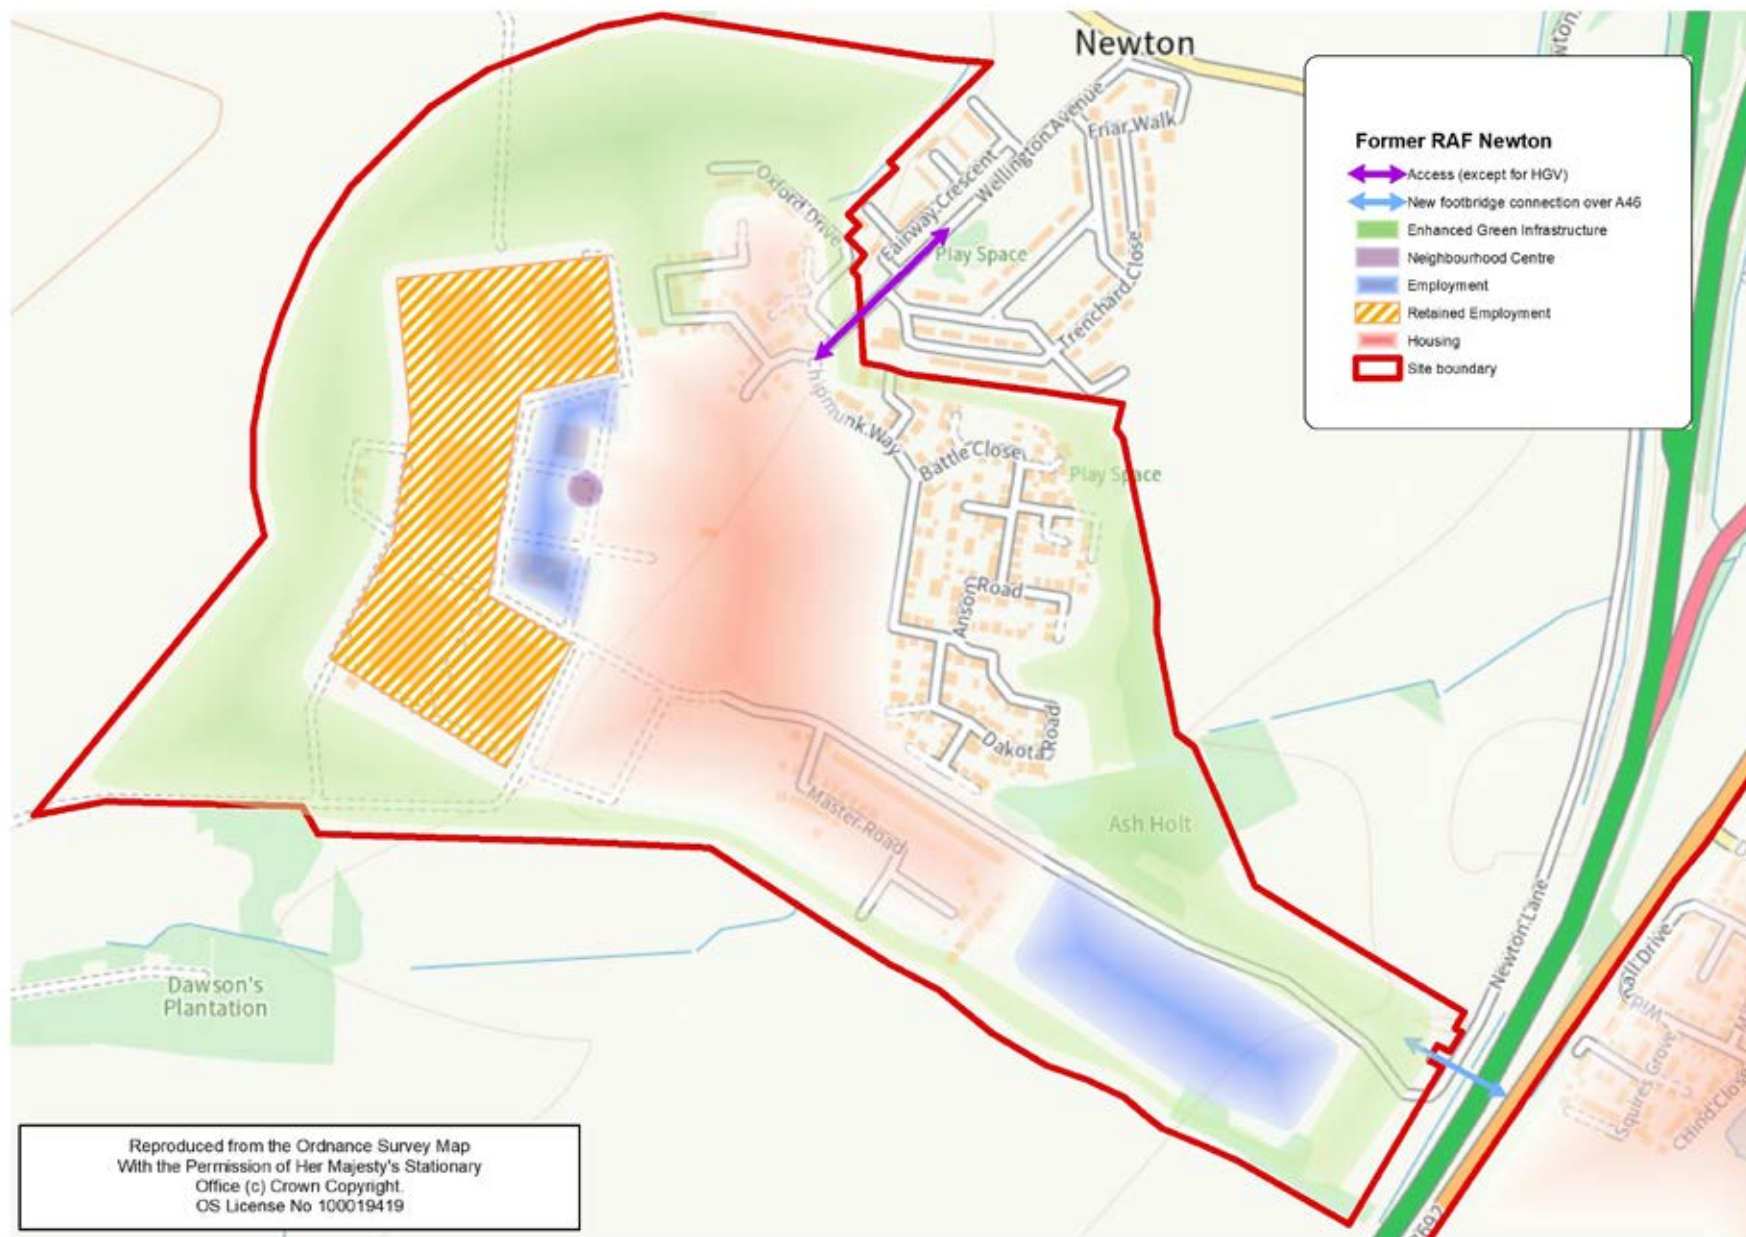 Newton
Former RAF Newton
Access (except for HGV)
New footbridge connection over A46
Enhanced Green Infrastructure
Neighbourhood Centre
Employment
Retained Employment
Housing
Site boundary
Friar Walk
Wellington Avenue
Fairway Crescent
Oxford Drive
Play Space
Trenchard Close
Chipmunk Way
Battle Close
Play Space
Anson
Road
Dakota Road
Ash Holt
Master Road
Newton Lane
Squires Grove
Dawson's
Plantation
Reproduced from the Ordnance Survey Map
With the Permission of Her Majesty's Stationary
Office (c) Crown Copyright.
OS License No 100019419